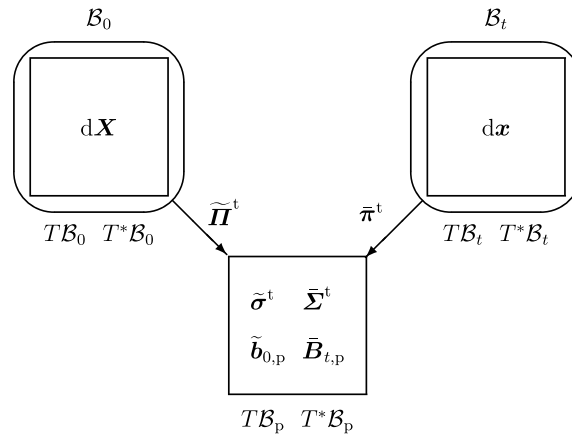 𝓑₀ 𝓑ₜ
d𝑿 d𝒙
𝜫̃ᵗ 𝝅̄ᵗ
T𝓑₀ T*𝓑₀ T𝓑ₜ T*𝓑ₜ
𝝈̃ᵗ 𝜮̄ᵗ
𝒃̃₀,ₚ 𝑩̄ₜ,ₚ
T𝓑ₚ T*𝓑ₚ